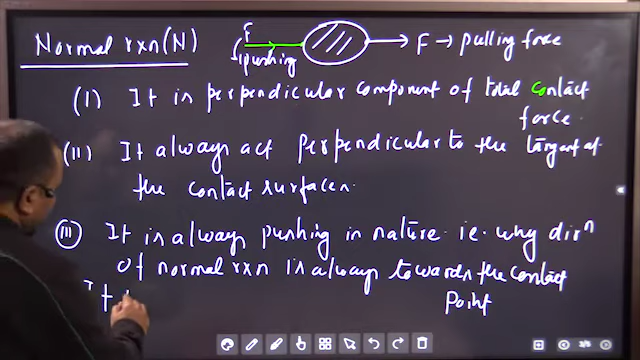 Normal rxn(N)
F
pushing
F → pulling force
(I) It is perpendicular component of total contact
force.
(II) It always act perpendicular to the tangent at
the contact surfaces.
(III) It is always pushing in nature. i.e. why dirⁿ
of normal rxn is always towards the contact
point
It